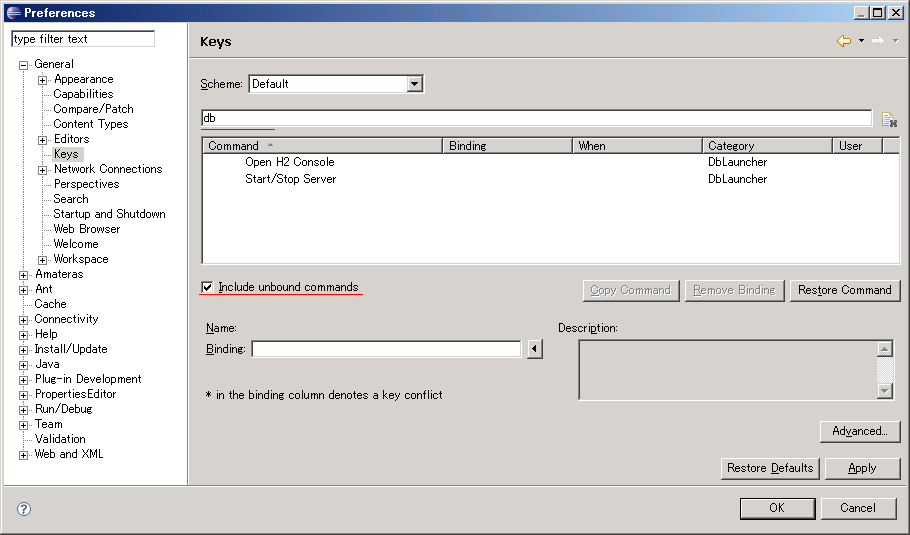 Preferences
type filter text
General
Appearance
Capabilities
Compare/Patch
Content Types
Editors
Keys
Network Connections
Perspectives
Search
Startup and Shutdown
Web Browser
Welcome
Workspace
Amateras
Ant
Cache
Connectivity
Help
Install/Update
Java
Plug-in Development
PropertiesEditor
Run/Debug
Team
Validation
Web and XML
Keys
Scheme: Default
db
Command Binding When Category User
Open H2 Console DbLauncher
Start/Stop Server DbLauncher
Include unbound commands Copy Command Remove Binding Restore Command
Name: Description:
Binding:
* in the binding column denotes a key conflict
Advanced...
Restore Defaults Apply
? OK Cancel